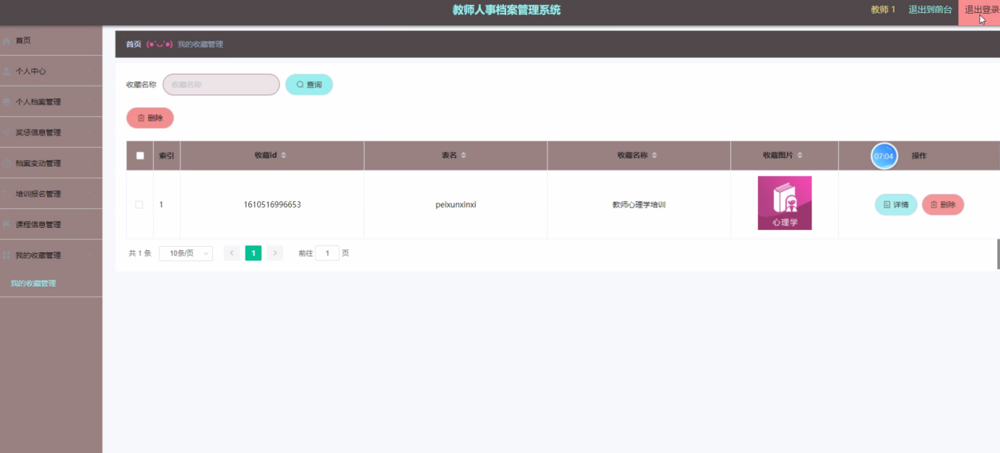 教师人事档案管理系统
教师 1 退出到前台 退出登录
首页
个人中心
个人档案管理
奖惩信息管理
档案变动管理
培训报名管理
课程信息管理
我的收藏管理
我的收藏管理
首页 (●'◡'●) 我的收藏管理
收藏名称 收藏名称 查询
删除
索引 收藏id 表名 收藏名称 收藏图片 07:04 操作
1 1610516996653 peixunxinxi 教师心理学培训 心理学 详情 删除
共 1 条 10条/页 1 前往 1 页